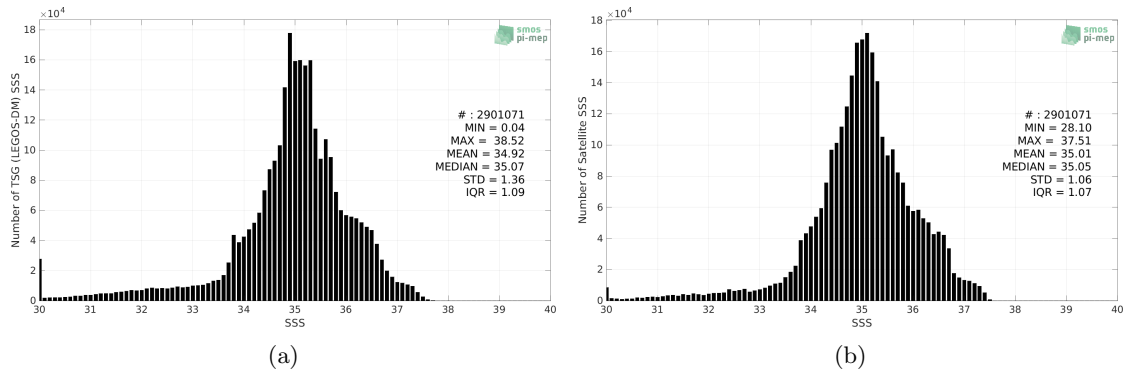 ×10⁴
18
16
14
12
10
8
6
4
2
0
30 31 32 33 34 35 36 37 38 39 40
SSS
Number of TSG (LEGOS-DM) SSS
smos
pi-mep
# : 2901071
MIN = 0.04
MAX = 38.52
MEAN = 34.92
MEDIAN = 35.07
STD = 1.36
IQR = 1.09
(a)
×10⁴
18
16
14
12
10
8
6
4
2
0
30 31 32 33 34 35 36 37 38 39 40
SSS
Number of Satellite SSS
smos
pi-mep
# : 2901071
MIN = 28.10
MAX = 37.51
MEAN = 35.01
MEDIAN = 35.05
STD = 1.06
IQR = 1.07
(b)